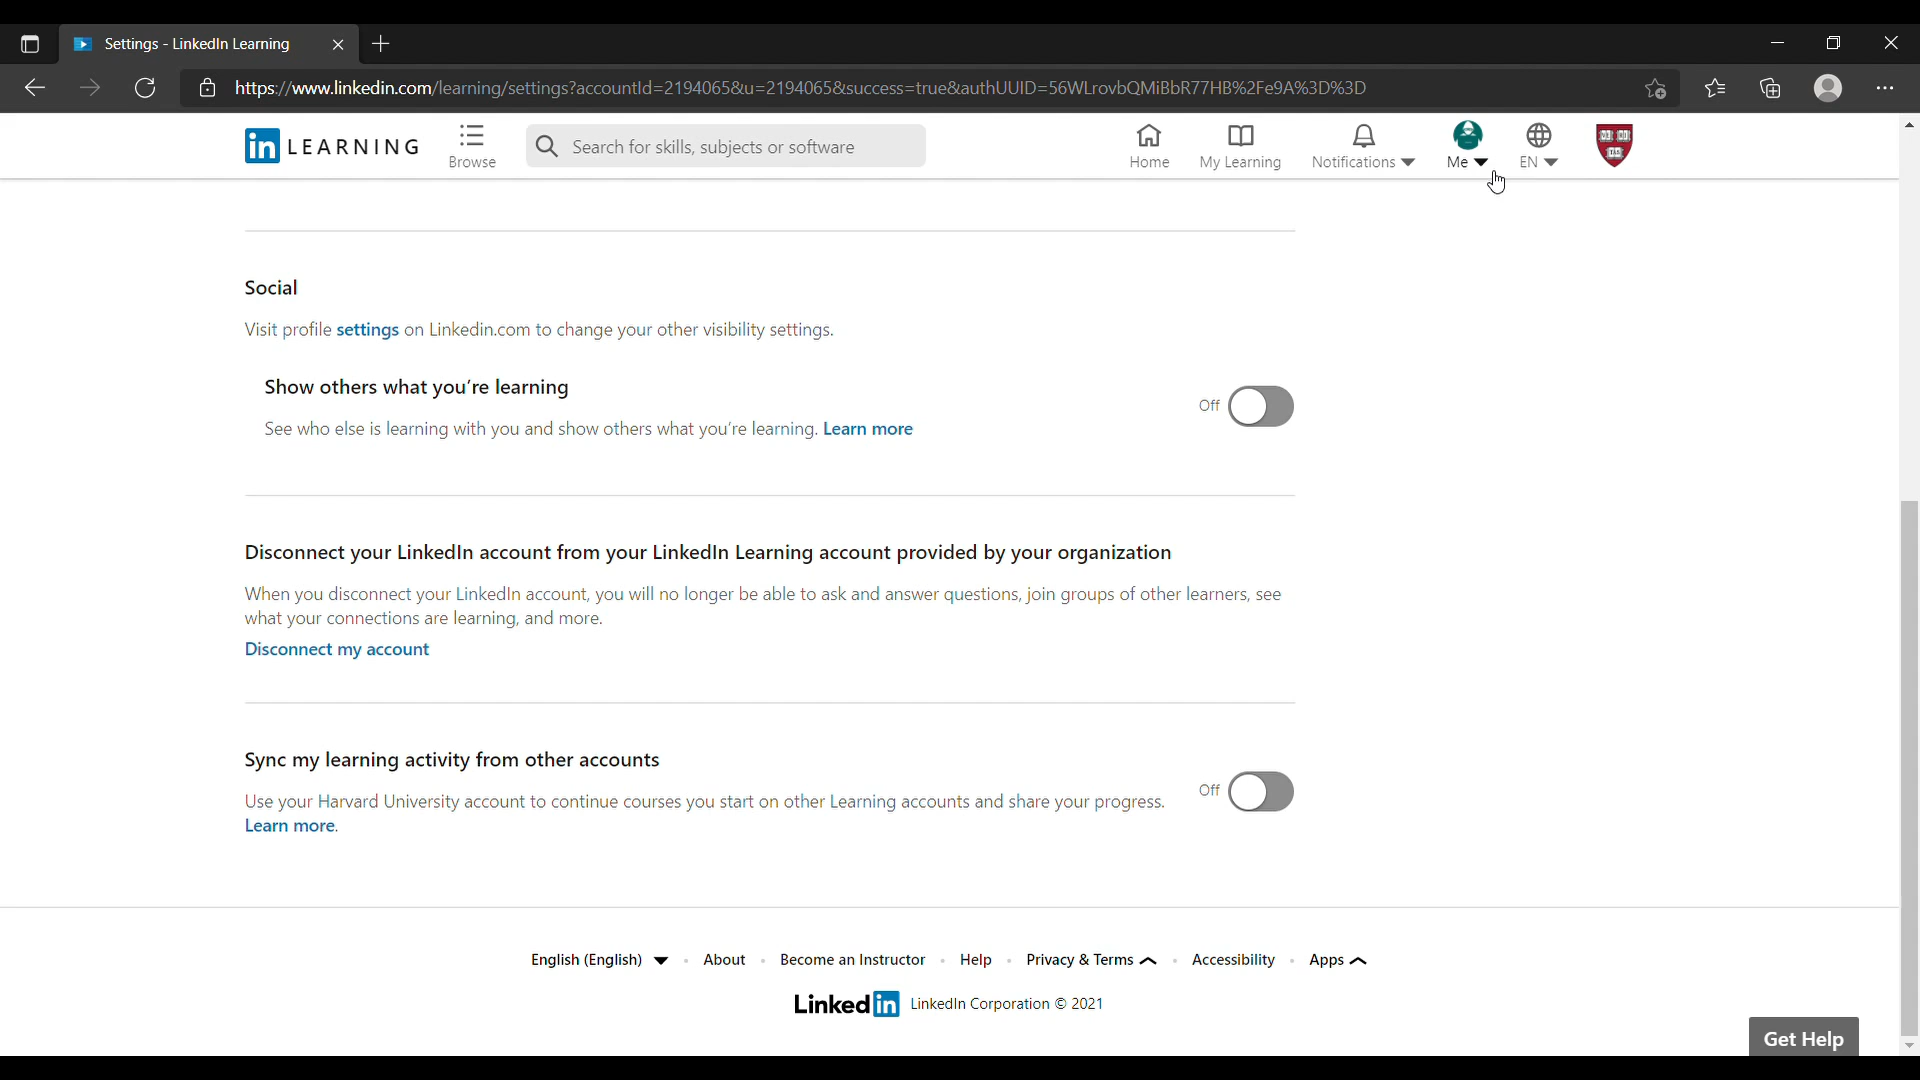 Settings - LinkedIn Learning
https://www.linkedin.com/learning/settings?accountId=2194065&u=2194065&success=true&authUUID=56WLrovbQMiBbR77HB%2Fe9A%3D%3D
in LEARNING
Browse
Search for skills, subjects or software
Home
My Learning
Notifications
Me
EN
VE RI TAS
Social
Visit profile settings on Linkedin.com to change your other visibility settings.
Show others what you're learning
Off
See who else is learning with you and show others what you're learning. Learn more
Disconnect your LinkedIn account from your LinkedIn Learning account provided by your organization
When you disconnect your LinkedIn account, you will no longer be able to ask and answer questions, join groups of other learners, see
what your connections are learning, and more.
Disconnect my account
Sync my learning activity from other accounts
Off
Use your Harvard University account to continue courses you start on other Learning accounts and share your progress.
Learn more.
English (English) · About · Become an Instructor · Help · Privacy & Terms · Accessibility · Apps
Linked in LinkedIn Corporation © 2021
Get Help